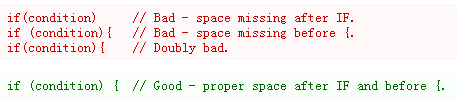 if(condition)     // Bad - space missing after IF.
if (condition){   // Bad - space missing before {.
if(condition){    // Doubly bad.
if (condition) {  // Good - proper space after IF and before {.